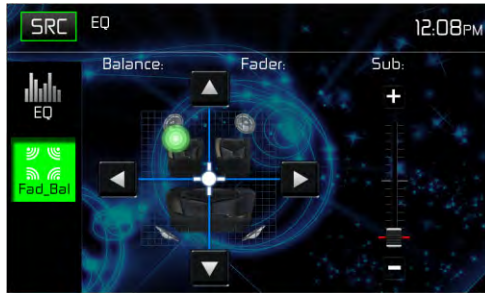 SRC EQ 12:08PM
Balance: Fader: Sub:
+
EQ
Fad_Bal
-